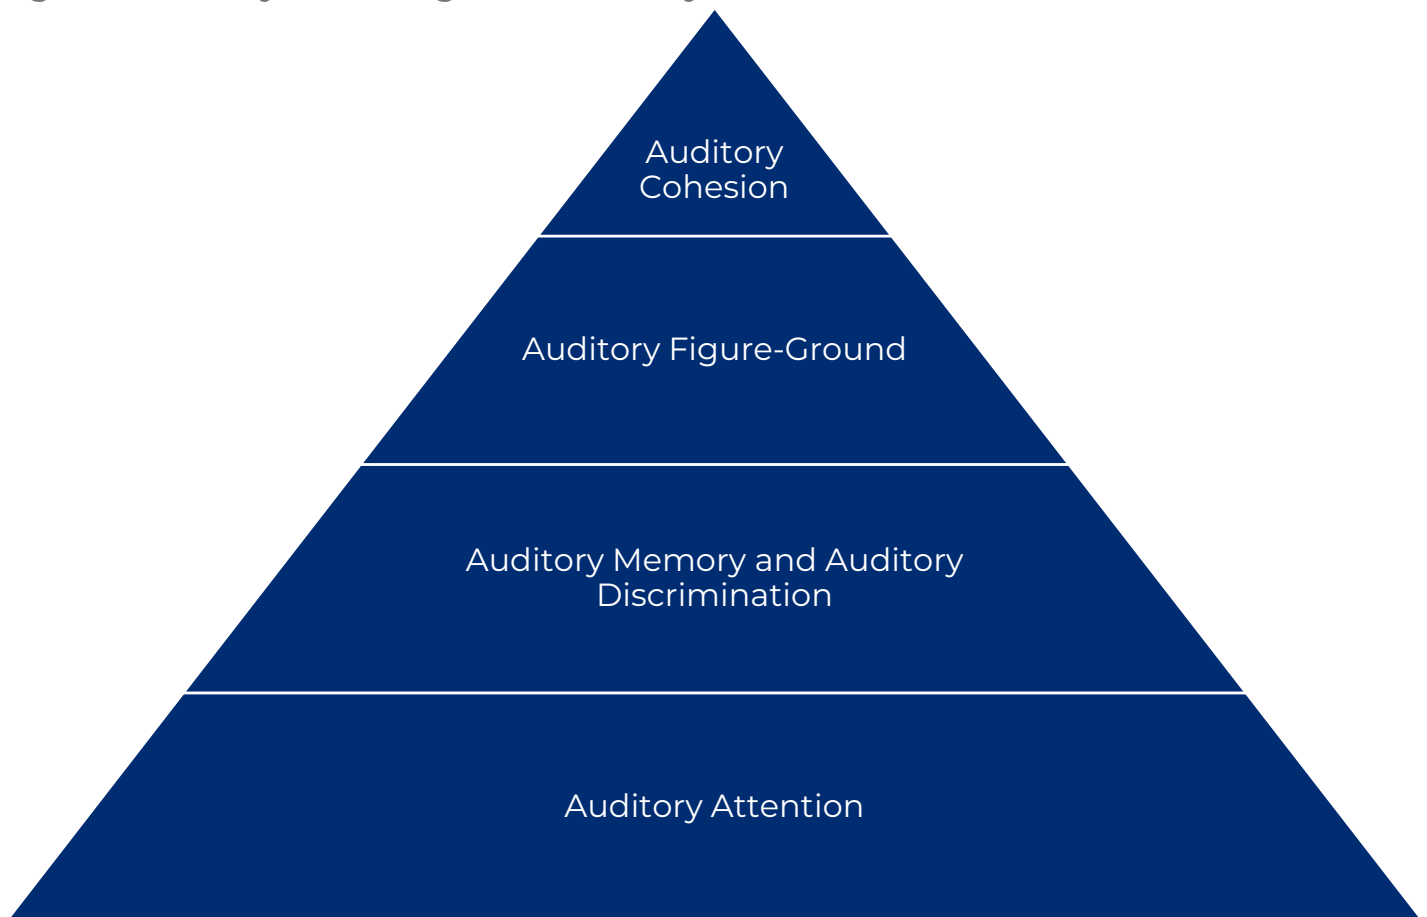 Auditory
Cohesion
Auditory Figure-Ground
Auditory Memory and Auditory
Discrimination
Auditory Attention